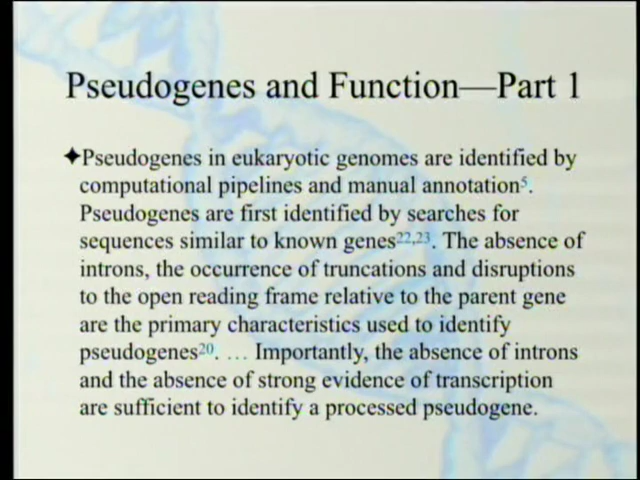 Pseudogenes and Function—Part 1
✦Pseudogenes in eukaryotic genomes are identified by
computational pipelines and manual annotation⁵.
Pseudogenes are first identified by searches for
sequences similar to known genes²²,²³. The absence of
introns, the occurrence of truncations and disruptions
to the open reading frame relative to the parent gene
are the primary characteristics used to identify
pseudogenes²⁰. … Importantly, the absence of introns
and the absence of strong evidence of transcription
are sufficient to identify a processed pseudogene.